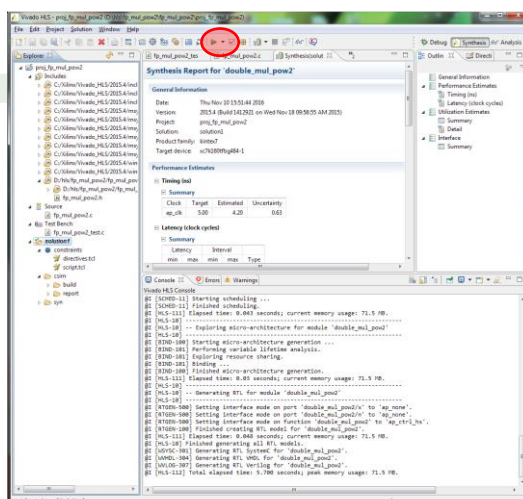 Vivado HLS - proj_fp_mul_pow2 (D:\hls\fp_mul_pow2\fp_mul_pow2\proj_fp_mul_pow2)
File Edit Project Solution Window Help
Debug Synthesis Analysis
Explorer
proj_fp_mul_pow2
Includes
C:/Xilinx/Vivado_HLS/2015.4/incl
C:/Xilinx/Vivado_HLS/2015.4/incl
C:/Xilinx/Vivado_HLS/2015.4/incl
C:/Xilinx/Vivado_HLS/2015.4/msy
C:/Xilinx/Vivado_HLS/2015.4/msy
C:/Xilinx/Vivado_HLS/2015.4/msy
C:/Xilinx/Vivado_HLS/2015.4/msy
C:/Xilinx/Vivado_HLS/2015.4/win
C:/Xilinx/Vivado_HLS/2015.4/win
D:/hls/fp_mul_pow2/fp_mul_pov
D:/hls/fp_mul_pow2/fp_mul_
fp_mul_pow2.h
Source
fp_mul_pow2.c
Test Bench
fp_mul_pow2_test.c
solution1
constraints
directives.tcl
script.tcl
csim
build
report
syn
fp_mul_pow2_tes
fp_mul_pow2.c
Synthesis(solut
Synthesis Report for 'double_mul_pow2'
General Information
Date: Thu Nov 10 15:51:44 2016
Version: 2015.4 (Build 1412921 on Wed Nov 18 09:58:55 AM 2015)
Project: proj_fp_mul_pow2
Solution: solution1
Product family: kintex7
Target device: xc7k160tfbg484-1
Performance Estimates
Timing (ns)
Summary
Clock Target Estimated Uncertainty
ap_clk 5.00 4.20 0.63
Latency (clock cycles)
Summary
Latency Interval
min max min max Type
Outlin Direct
General Information
Performance Estimates
Timing (ns)
Latency (clock cycles)
Utilization Estimates
Summary
Detail
Interface
Summary
Console Errors Warnings
Vivado HLS Console
@I [SCHED-11] Starting scheduling ...
@I [SCHED-11] Finished scheduling.
@I [HLS-111] Elapsed time: 0.043 seconds; current memory usage: 71.5 MB.
@I [HLS-10] ----------------------------------------------------------------
@I [HLS-10] -- Exploring micro-architecture for module 'double_mul_pow2'
@I [HLS-10] ----------------------------------------------------------------
@I [BIND-100] Starting micro-architecture generation ...
@I [BIND-101] Performing variable lifetime analysis.
@I [BIND-101] Exploring resource sharing.
@I [BIND-101] Binding ...
@I [BIND-100] Finished micro-architecture generation.
@I [HLS-111] Elapsed time: 0.03 seconds; current memory usage: 71.5 MB.
@I [HLS-10] ----------------------------------------------------------------
@I [HLS-10] -- Generating RTL for module 'double_mul_pow2'
@I [HLS-10] ----------------------------------------------------------------
@I [RTGEN-500] Setting interface mode on port 'double_mul_pow2/x' to 'ap_none'.
@I [RTGEN-500] Setting interface mode on port 'double_mul_pow2/n' to 'ap_none'.
@I [RTGEN-500] Setting interface mode on function 'double_mul_pow2' to 'ap_ctrl_hs'.
@I [RTGEN-100] Finished creating RTL model for 'double_mul_pow2'.
@I [HLS-111] Elapsed time: 0.048 seconds; current memory usage: 71.5 MB.
@I [HLS-10] Finished generating all RTL models.
@I [WSYSC-301] Generating RTL SystemC for 'double_mul_pow2'.
@I [WVHDL-304] Generating RTL VHDL for 'double_mul_pow2'.
@I [WVLOG-307] Generating RTL Verilog for 'double_mul_pow2'.
@I [HLS-112] Total elapsed time: 5.700 seconds; peak memory usage: 71.5 MB.